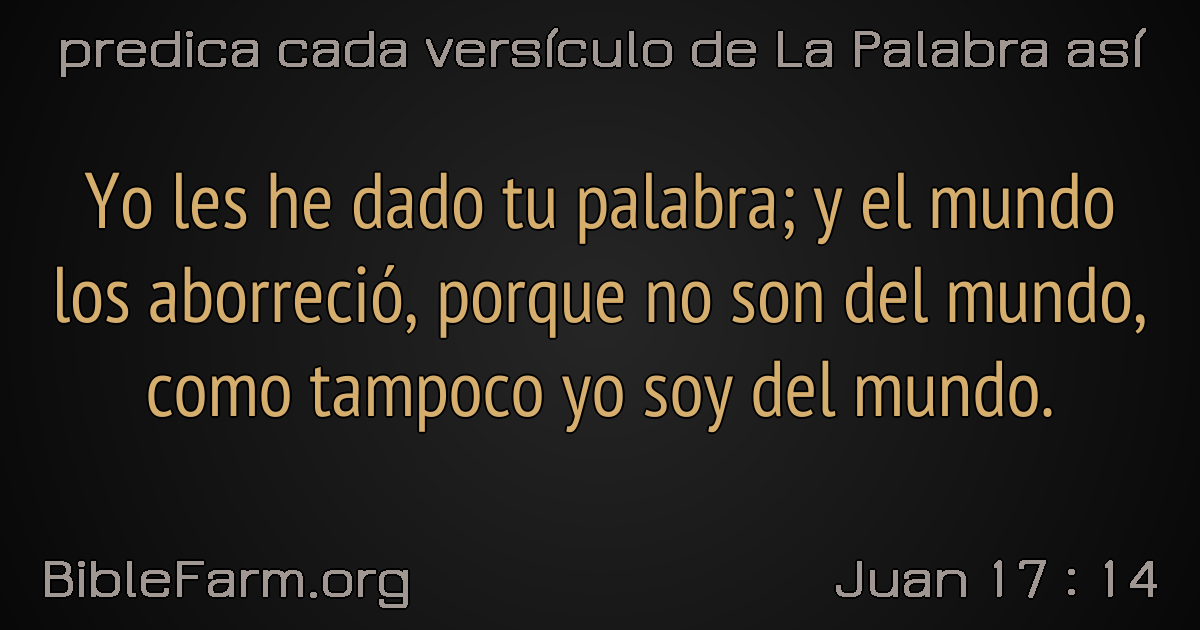 predica cada versículo de La Palabra así
Yo les he dado tu palabra; y el mundo
los aborreció, porque no son del mundo,
como tampoco yo soy del mundo.
BibleFarm.org
Juan 17 : 14